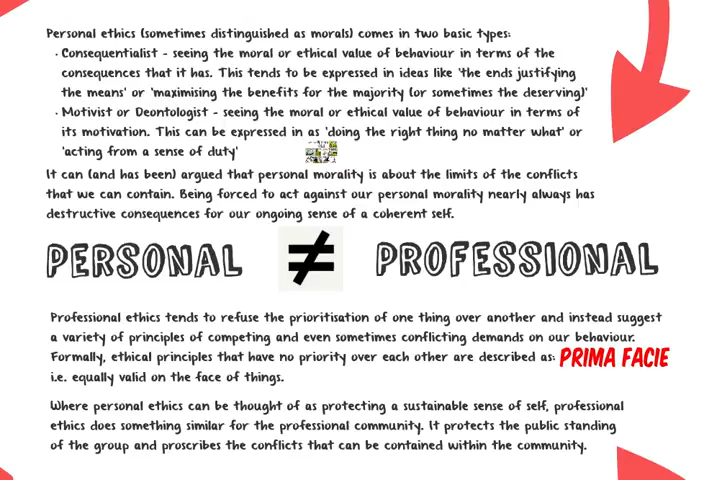 Personal ethics (sometimes distinguished as morals) comes in two basic types:
· Consequentialist - seeing the moral or ethical value of behaviour in terms of the
consequences that it has. This tends to be expressed in ideas like 'the ends justifying
the means' or 'maximising the benefits for the majority (or sometimes the deserving)'
· Motivist or Deontologist - seeing the moral or ethical value of behaviour in terms of
its motivation. This can be expressed in as 'doing the right thing no matter what' or
'acting from a sense of duty'
It can (and has been) argued that personal morality is about the limits of the conflicts
that we can contain. Being forced to act against our personal morality nearly always has
destructive consequences for our ongoing sense of a coherent self.
PERSONAL ≠ PROFESSIONAL
Professional ethics tends to refuse the prioritisation of one thing over another and instead suggest
a variety of principles of competing and even sometimes conflicting demands on our behaviour.
Formally, ethical principles that have no priority over each other are described as: PRIMA FACIE
i.e. equally valid on the face of things.
Where personal ethics can be thought of as protecting a sustainable sense of self, professional
ethics does something similar for the professional community. It protects the public standing
of the group and proscribes the conflicts that can be contained within the community.